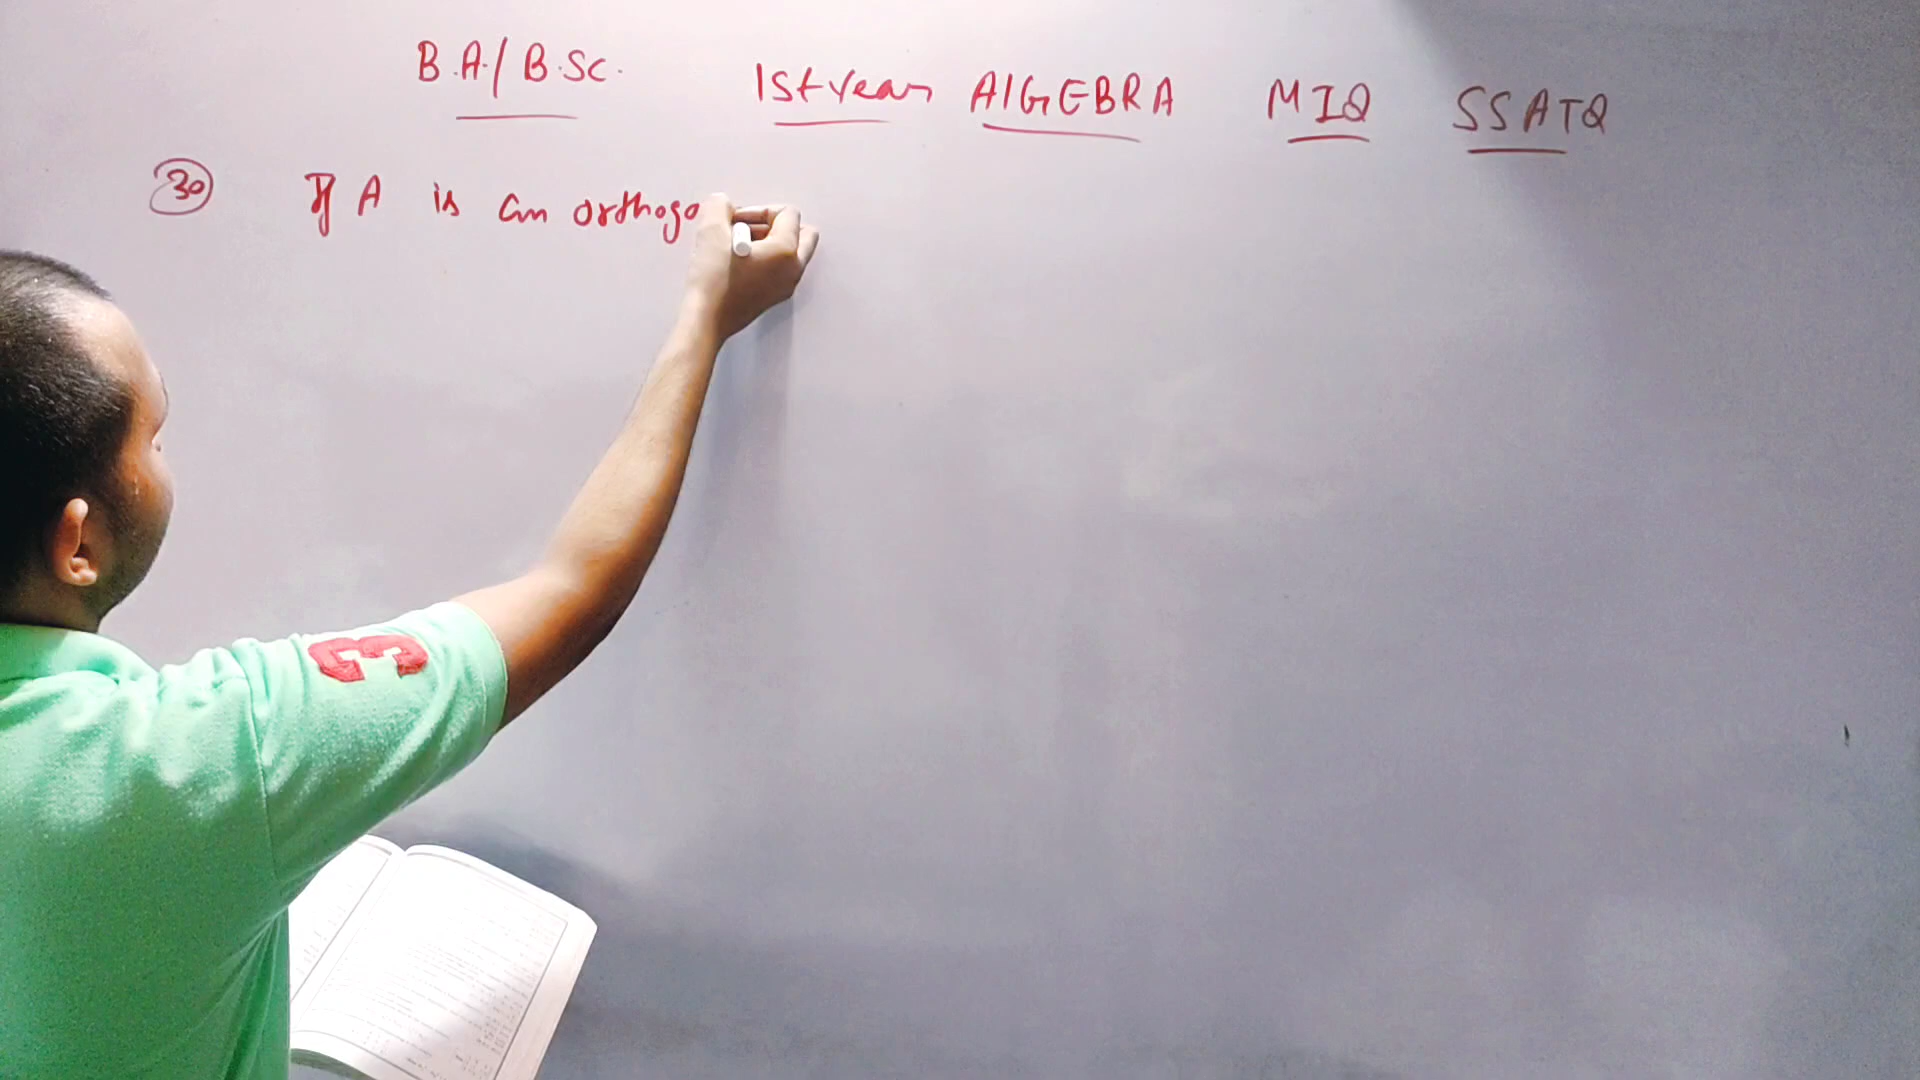 B.A./B.Sc. 1st year AlGEBRA MIQ SSATQ
30 If A is an orthogo